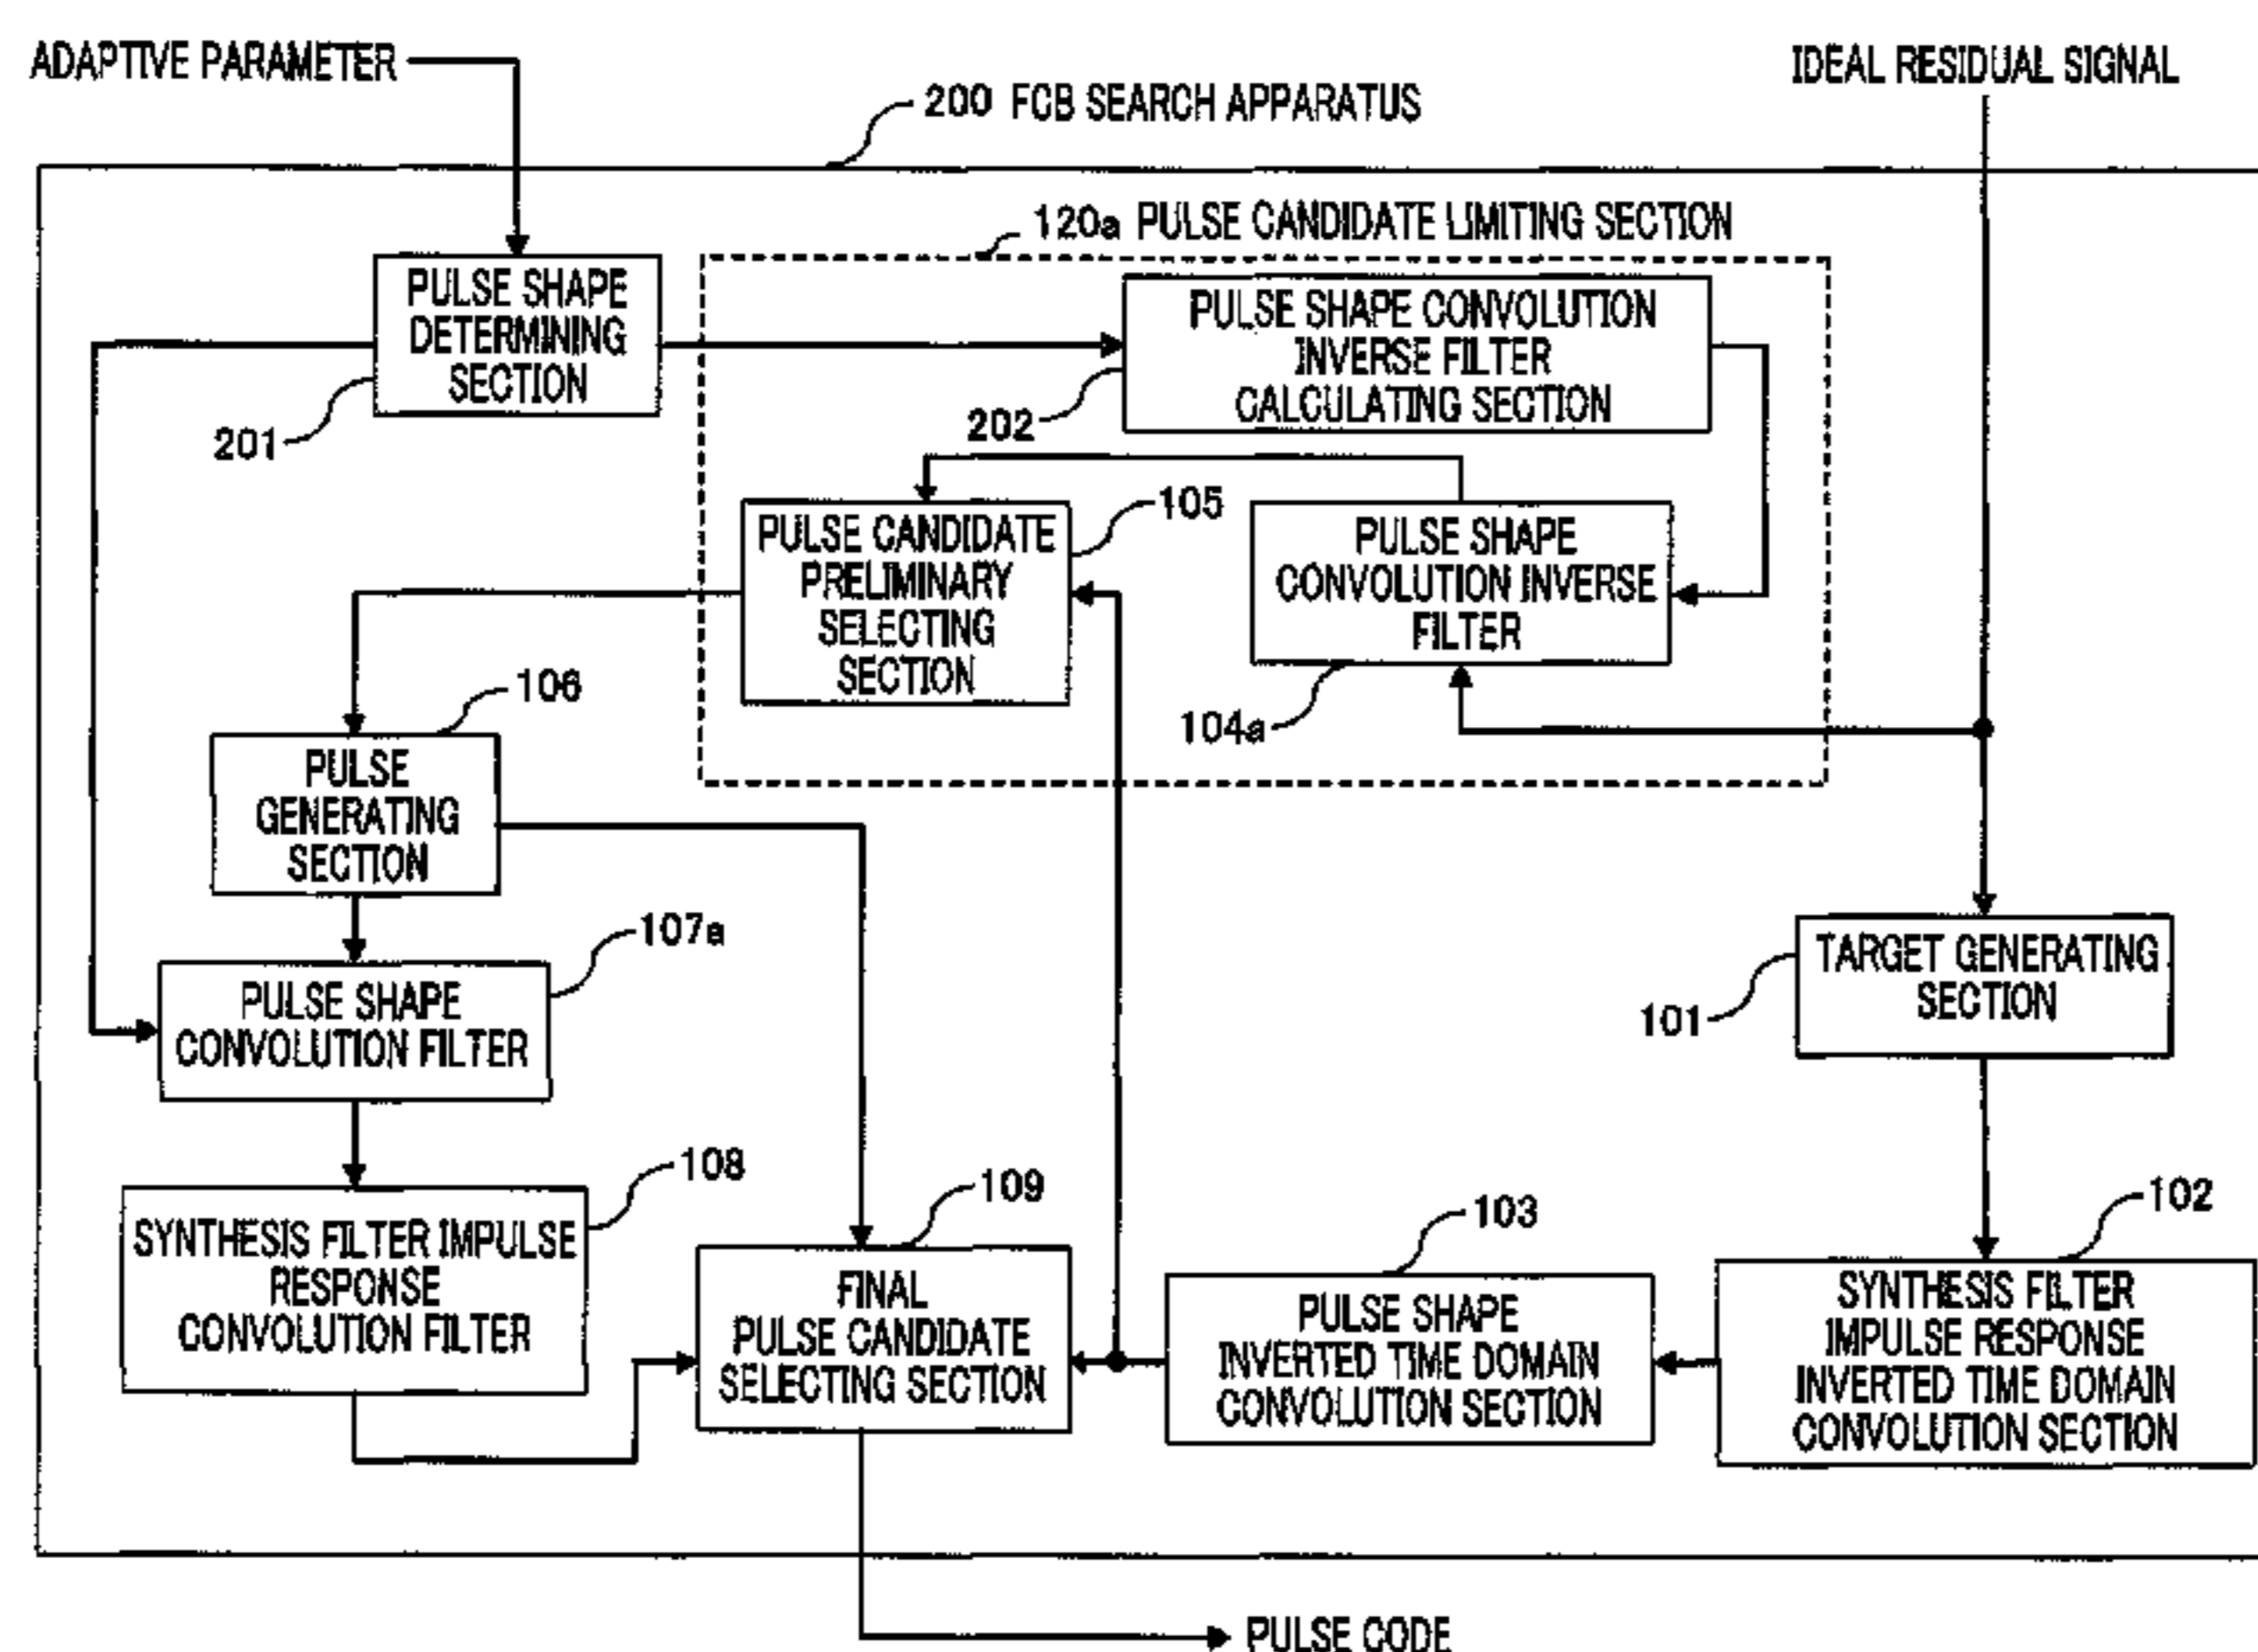 ADAPTIVE PARAMETER
IDEAL RESIDUAL SIGNAL
200 FCB SEARCH APPARATUS
120a PULSE CANDIDATE LIMITING SECTION
PULSE SHAPE
DETERMINING
SECTION
201
PULSE SHAPE CONVOLUTION
INVERSE FILTER
CALCULATING SECTION
202
PULSE CANDIDATE
PRELIMINARY
SELECTING
SECTION
105
PULSE SHAPE
CONVOLUTION INVERSE
FILTER
104a
106
PULSE
GENERATING
SECTION
107a
PULSE SHAPE
CONVOLUTION FILTER
TARGET GENERATING
SECTION
101
108
SYNTHESIS FILTER IMPULSE
RESPONSE
CONVOLUTION FILTER
109
FINAL
PULSE CANDIDATE
SELECTING SECTION
103
PULSE SHAPE
INVERTED TIME DOMAIN
CONVOLUTION SECTION
102
SYNTHESIS FILTER
IMPULSE RESPONSE
INVERTED TIME DOMAIN
CONVOLUTION SECTION
PULSE CODE